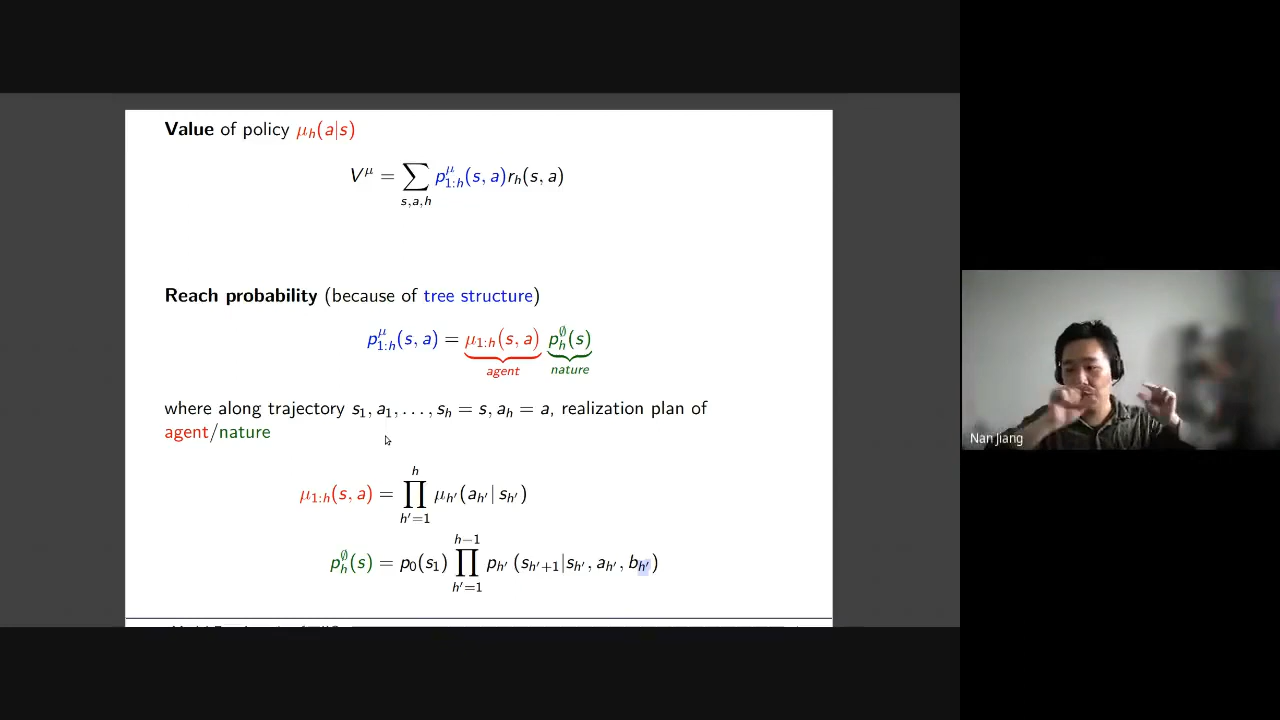 Value of policy μ_h(a|s)
V^μ = ∑_{s,a,h} p^μ_{1:h}(s, a)r_h(s, a)
Reach probability (because of tree structure)
p^μ_{1:h}(s, a) = μ_{1:h}(s, a) p^∅_h(s)
agent nature
where along trajectory s_1, a_1, . . . , s_h = s, a_h = a, realization plan of
agent/nature
μ_{1:h}(s, a) = ∏_{h′=1}^{h} μ_{h′}(a_{h′}| s_{h′})
p^∅_h(s) = p_0(s_1) ∏_{h′=1}^{h−1} p_{h′} (s_{h′+1}|s_{h′}, a_{h′}, b_{h′})
Nan Jiang